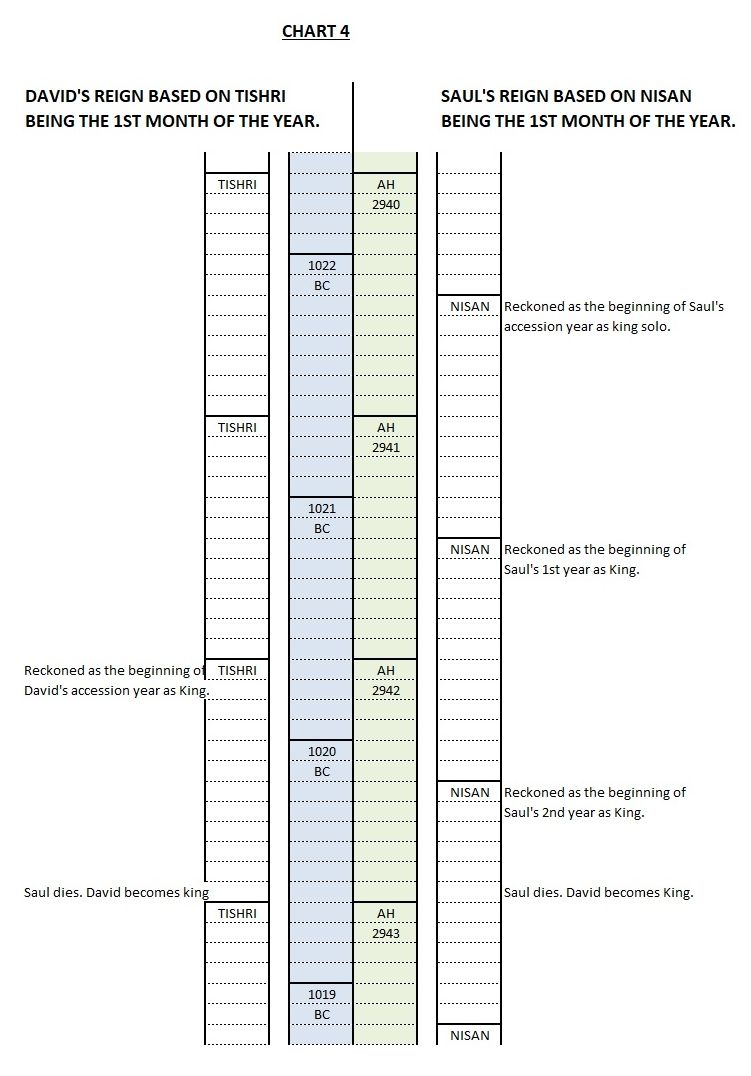 CHART 4
DAVID'S REIGN BASED ON TISHRI
BEING THE 1ST MONTH OF THE YEAR.
SAUL'S REIGN BASED ON NISAN
BEING THE 1ST MONTH OF THE YEAR.
TISHRI
AH
2940
1022
BC
NISAN
Reckoned as the beginning of Saul's
accession year as king solo.
TISHRI
AH
2941
1021
BC
NISAN
Reckoned as the beginning of
Saul's 1st year as King.
Reckoned as the beginning of
David's accession year as King.
TISHRI
AH
2942
1020
BC
NISAN
Reckoned as the beginning of
Saul's 2nd year as King.
Saul dies. David becomes king
Saul dies. David becomes King.
TISHRI
AH
2943
1019
BC
NISAN